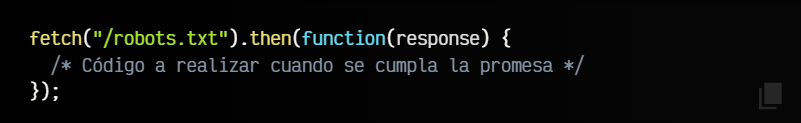 fetch("/robots.txt").then(function(response) {
  /* Código a realizar cuando se cumpla la promesa */
});